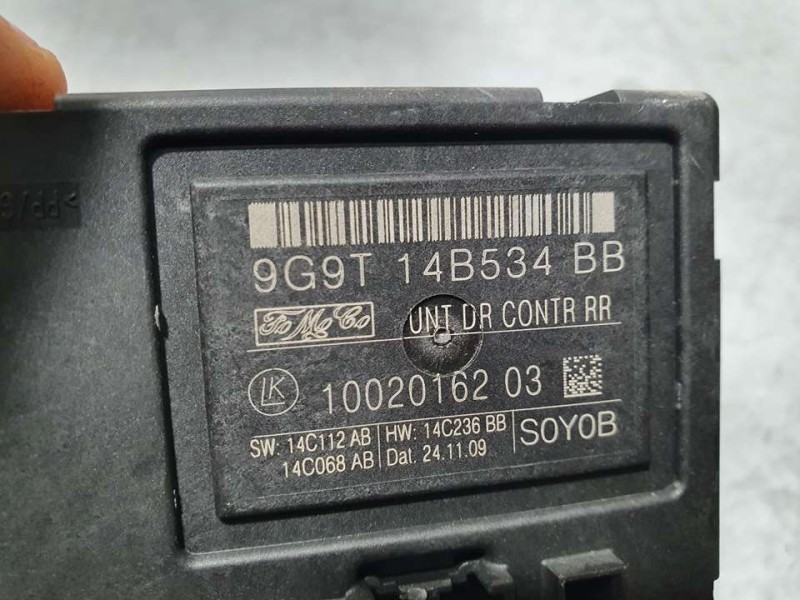 9G9T 14B534 BB
FoMoCo UNT DR CONTR RR
LK 10020162 03
SW: 14C112 AB HW: 14C236 BB S0Y0B
14C068 AB Dat. 24.11.09